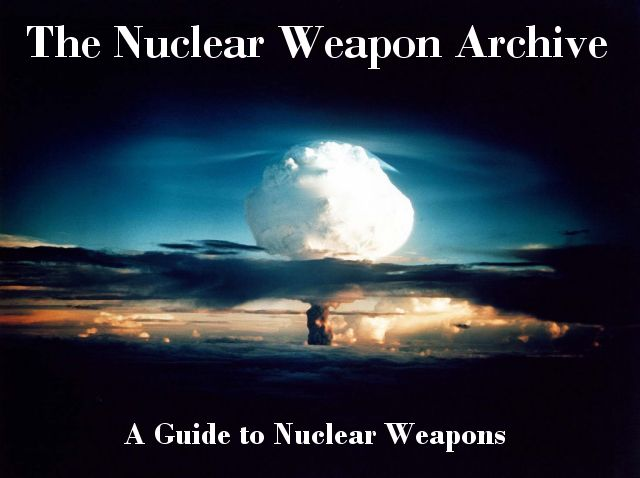 The Nuclear Weapon Archive
A Guide to Nuclear Weapons